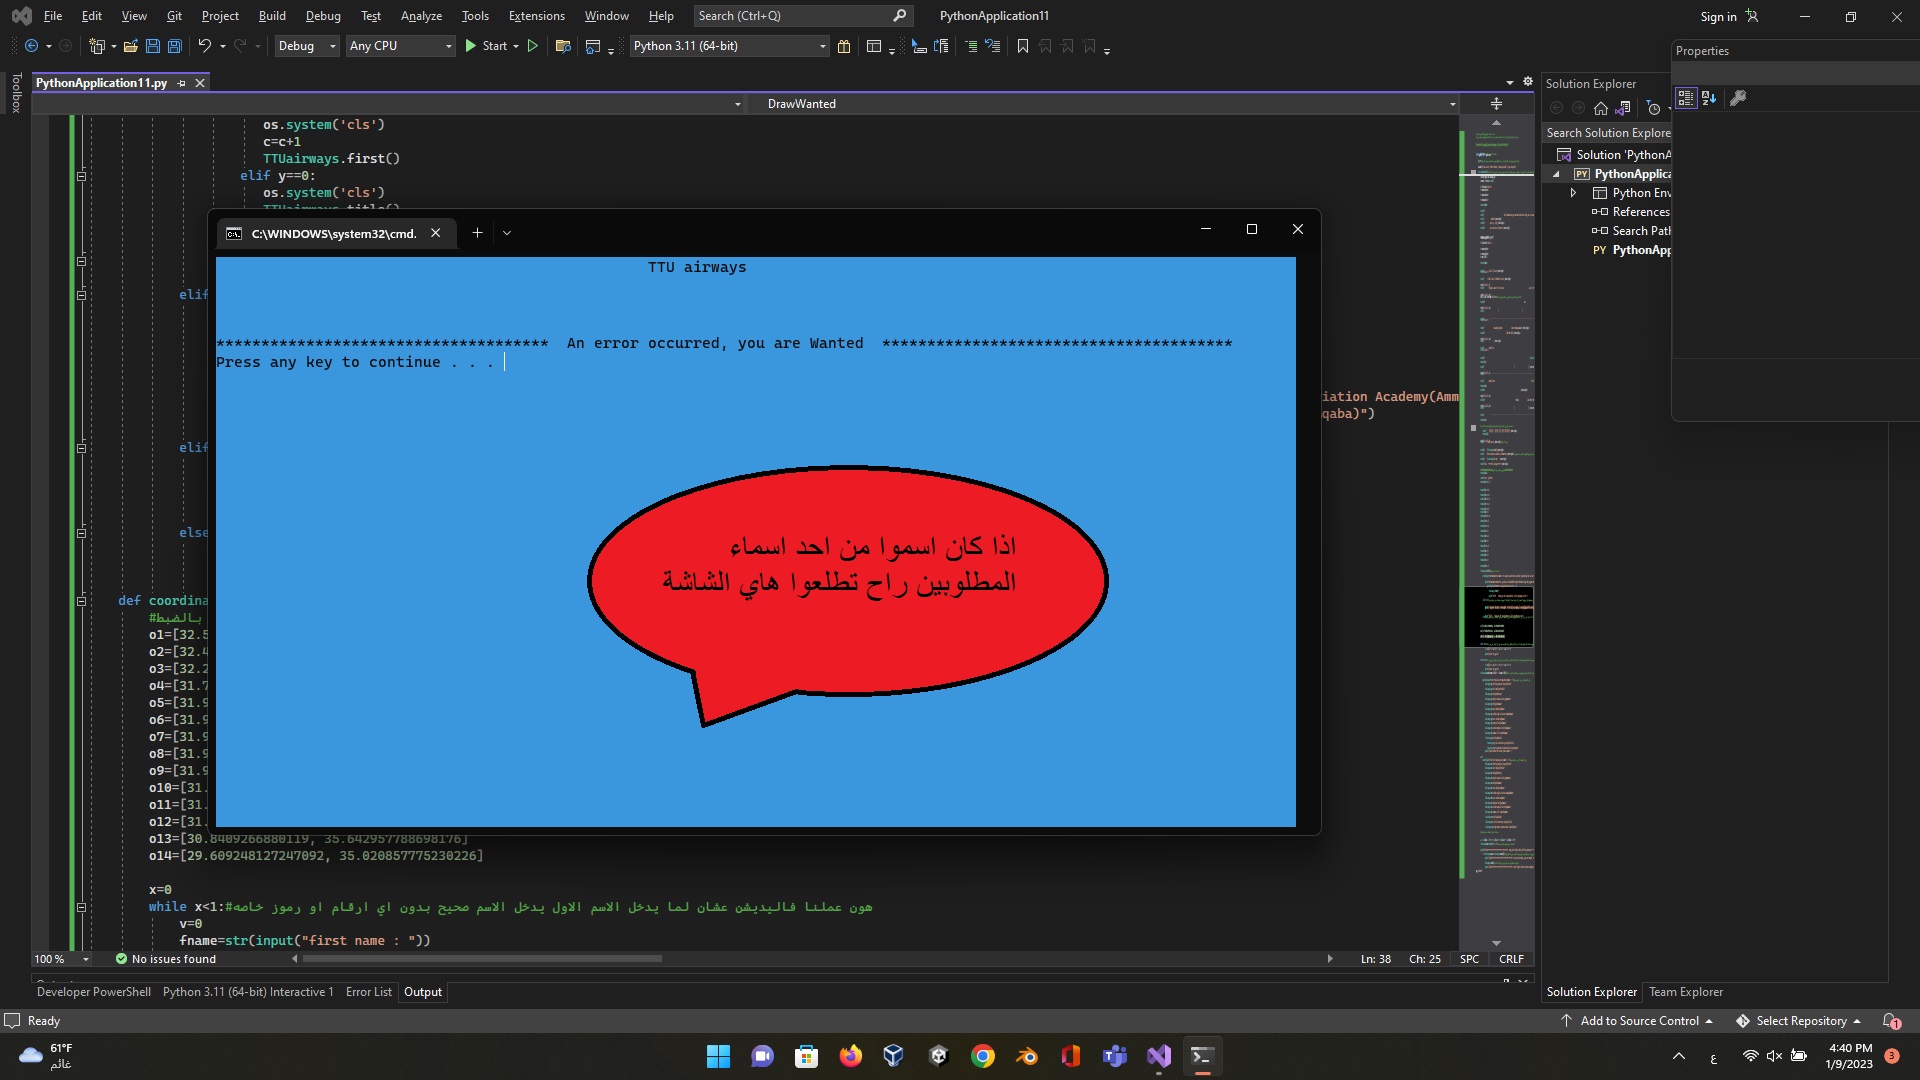 File Edit View Git Project Build Debug Test Analyze Tools Extensions Window Help Search (Ctrl+Q) PythonApplication11 Sign in
Debug Any CPU Start Python 3.11 (64-bit)
Properties
Toolbox
PythonApplication11.py
DrawWanted
os.system('cls')
c=c+1
TTUairways.first()
elif y==0:
os.system('cls')
C:\WINDOWS\system32\cmd.
TTU airways
************************************* An error occurred, you are Wanted ***************************************
Press any key to continue . . .
اذا كان اسموا من احد اسماء
المطلوبين راح تطلعوا هاي الشاشة
elif
iation Academy(Amm
qaba)")
elif
else
def coordina
#بالضبط
o1=[32.5
o2=[32.4
o3=[32.2
o4=[31.7
o5=[31.9
o6=[31.9
o7=[31.9
o8=[31.9
o9=[31.9
o10=[31.
o11=[31.
o12=[31.
o13=[30.8409266880119, 35.642957788698176]
o14=[29.609248127247092, 35.020857775230226]
x=0
while x<1:#هون عملنا فاليديشن عشان لما يدخل الاسم الاول يدخل الاسم صحيح بدون اي ارقام او رموز خاصه
v=0
fname=str(input("first name : "))
100 % No issues found Ln: 38 Ch: 25 SPC CRLF
Developer PowerShell Python 3.11 (64-bit) Interactive 1 Error List Output
Solution Explorer
Search Solution Explore
Solution 'PythonA
PY PythonApplica
Python Env
References
Search Pat
PY PythonApp
Solution Explorer Team Explorer
Ready Add to Source Control Select Repository 1
61°F
غائم
ع
4:40 PM
1/9/2023
3